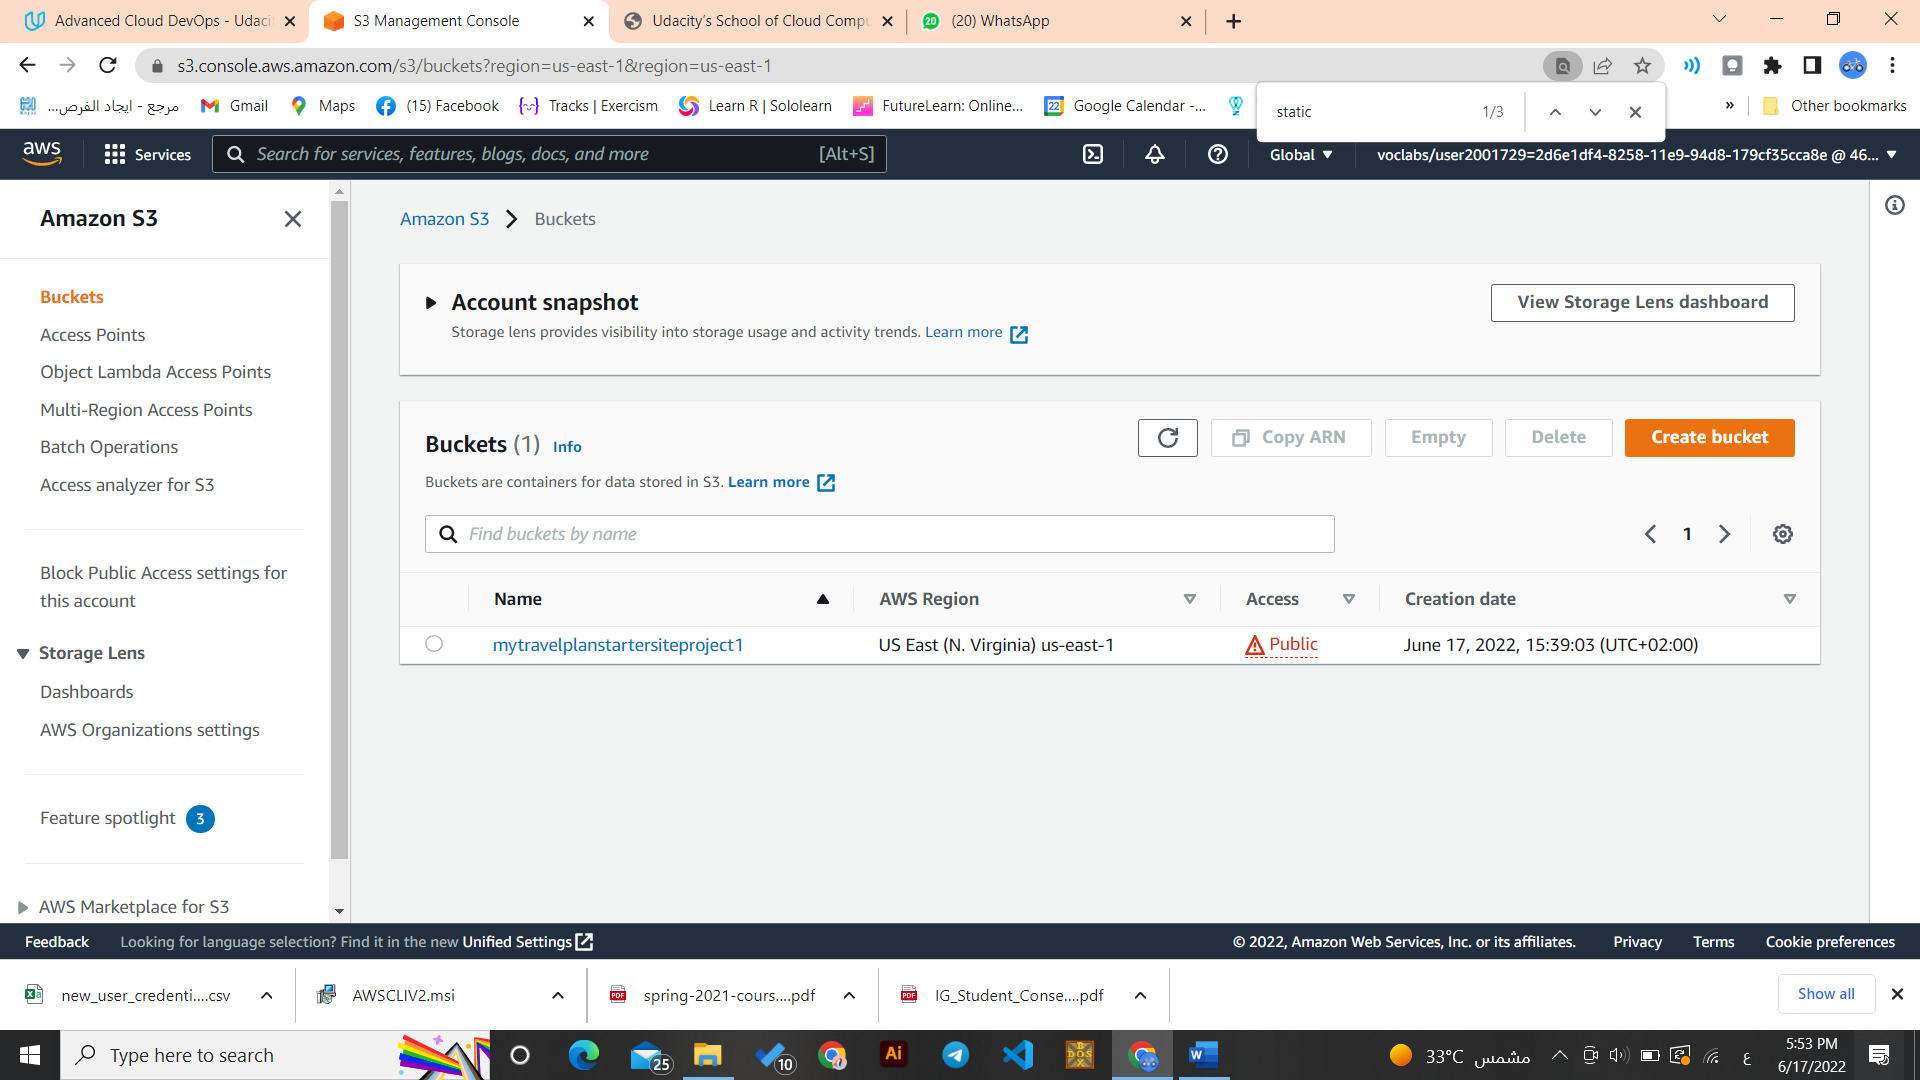 Advanced Cloud DevOps - Udaci
S3 Management Console
Udacity's School of Cloud Compu
(20) WhatsApp
s3.console.aws.amazon.com/s3/buckets?region=us-east-1&region=us-east-1
مرجع - ايجاد الفرص...
Gmail
Maps
(15) Facebook
Tracks | Exercism
Learn R | Sololearn
FutureLearn: Online...
Google Calendar -...
»
Other bookmarks
static
1/3
aws
Services
Search for services, features, blogs, docs, and more
[Alt+S]
Global
voclabs/user2001729=2d6e1df4-8258-11e9-94d8-179cf35cca8e @ 46...
Amazon S3
Buckets
Access Points
Object Lambda Access Points
Multi-Region Access Points
Batch Operations
Access analyzer for S3
Block Public Access settings for
this account
Storage Lens
Dashboards
AWS Organizations settings
Feature spotlight 3
AWS Marketplace for S3
Amazon S3 > Buckets
Account snapshot
View Storage Lens dashboard
Storage lens provides visibility into storage usage and activity trends. Learn more
Buckets (1) Info
Copy ARN
Empty
Delete
Create bucket
Buckets are containers for data stored in S3. Learn more
Find buckets by name
1
Name
AWS Region
Access
Creation date
mytravelplanstartersiteproject1
US East (N. Virginia) us-east-1
Public
June 17, 2022, 15:39:03 (UTC+02:00)
Feedback
Looking for language selection? Find it in the new Unified Settings
© 2022, Amazon Web Services, Inc. or its affiliates.
Privacy
Terms
Cookie preferences
new_user_credenti....csv
AWSCLIV2.msi
spring-2021-cours....pdf
IG_Student_Conse....pdf
Show all
Type here to search
25
10
Ai
33°C مشمس
ع
5:53 PM
6/17/2022